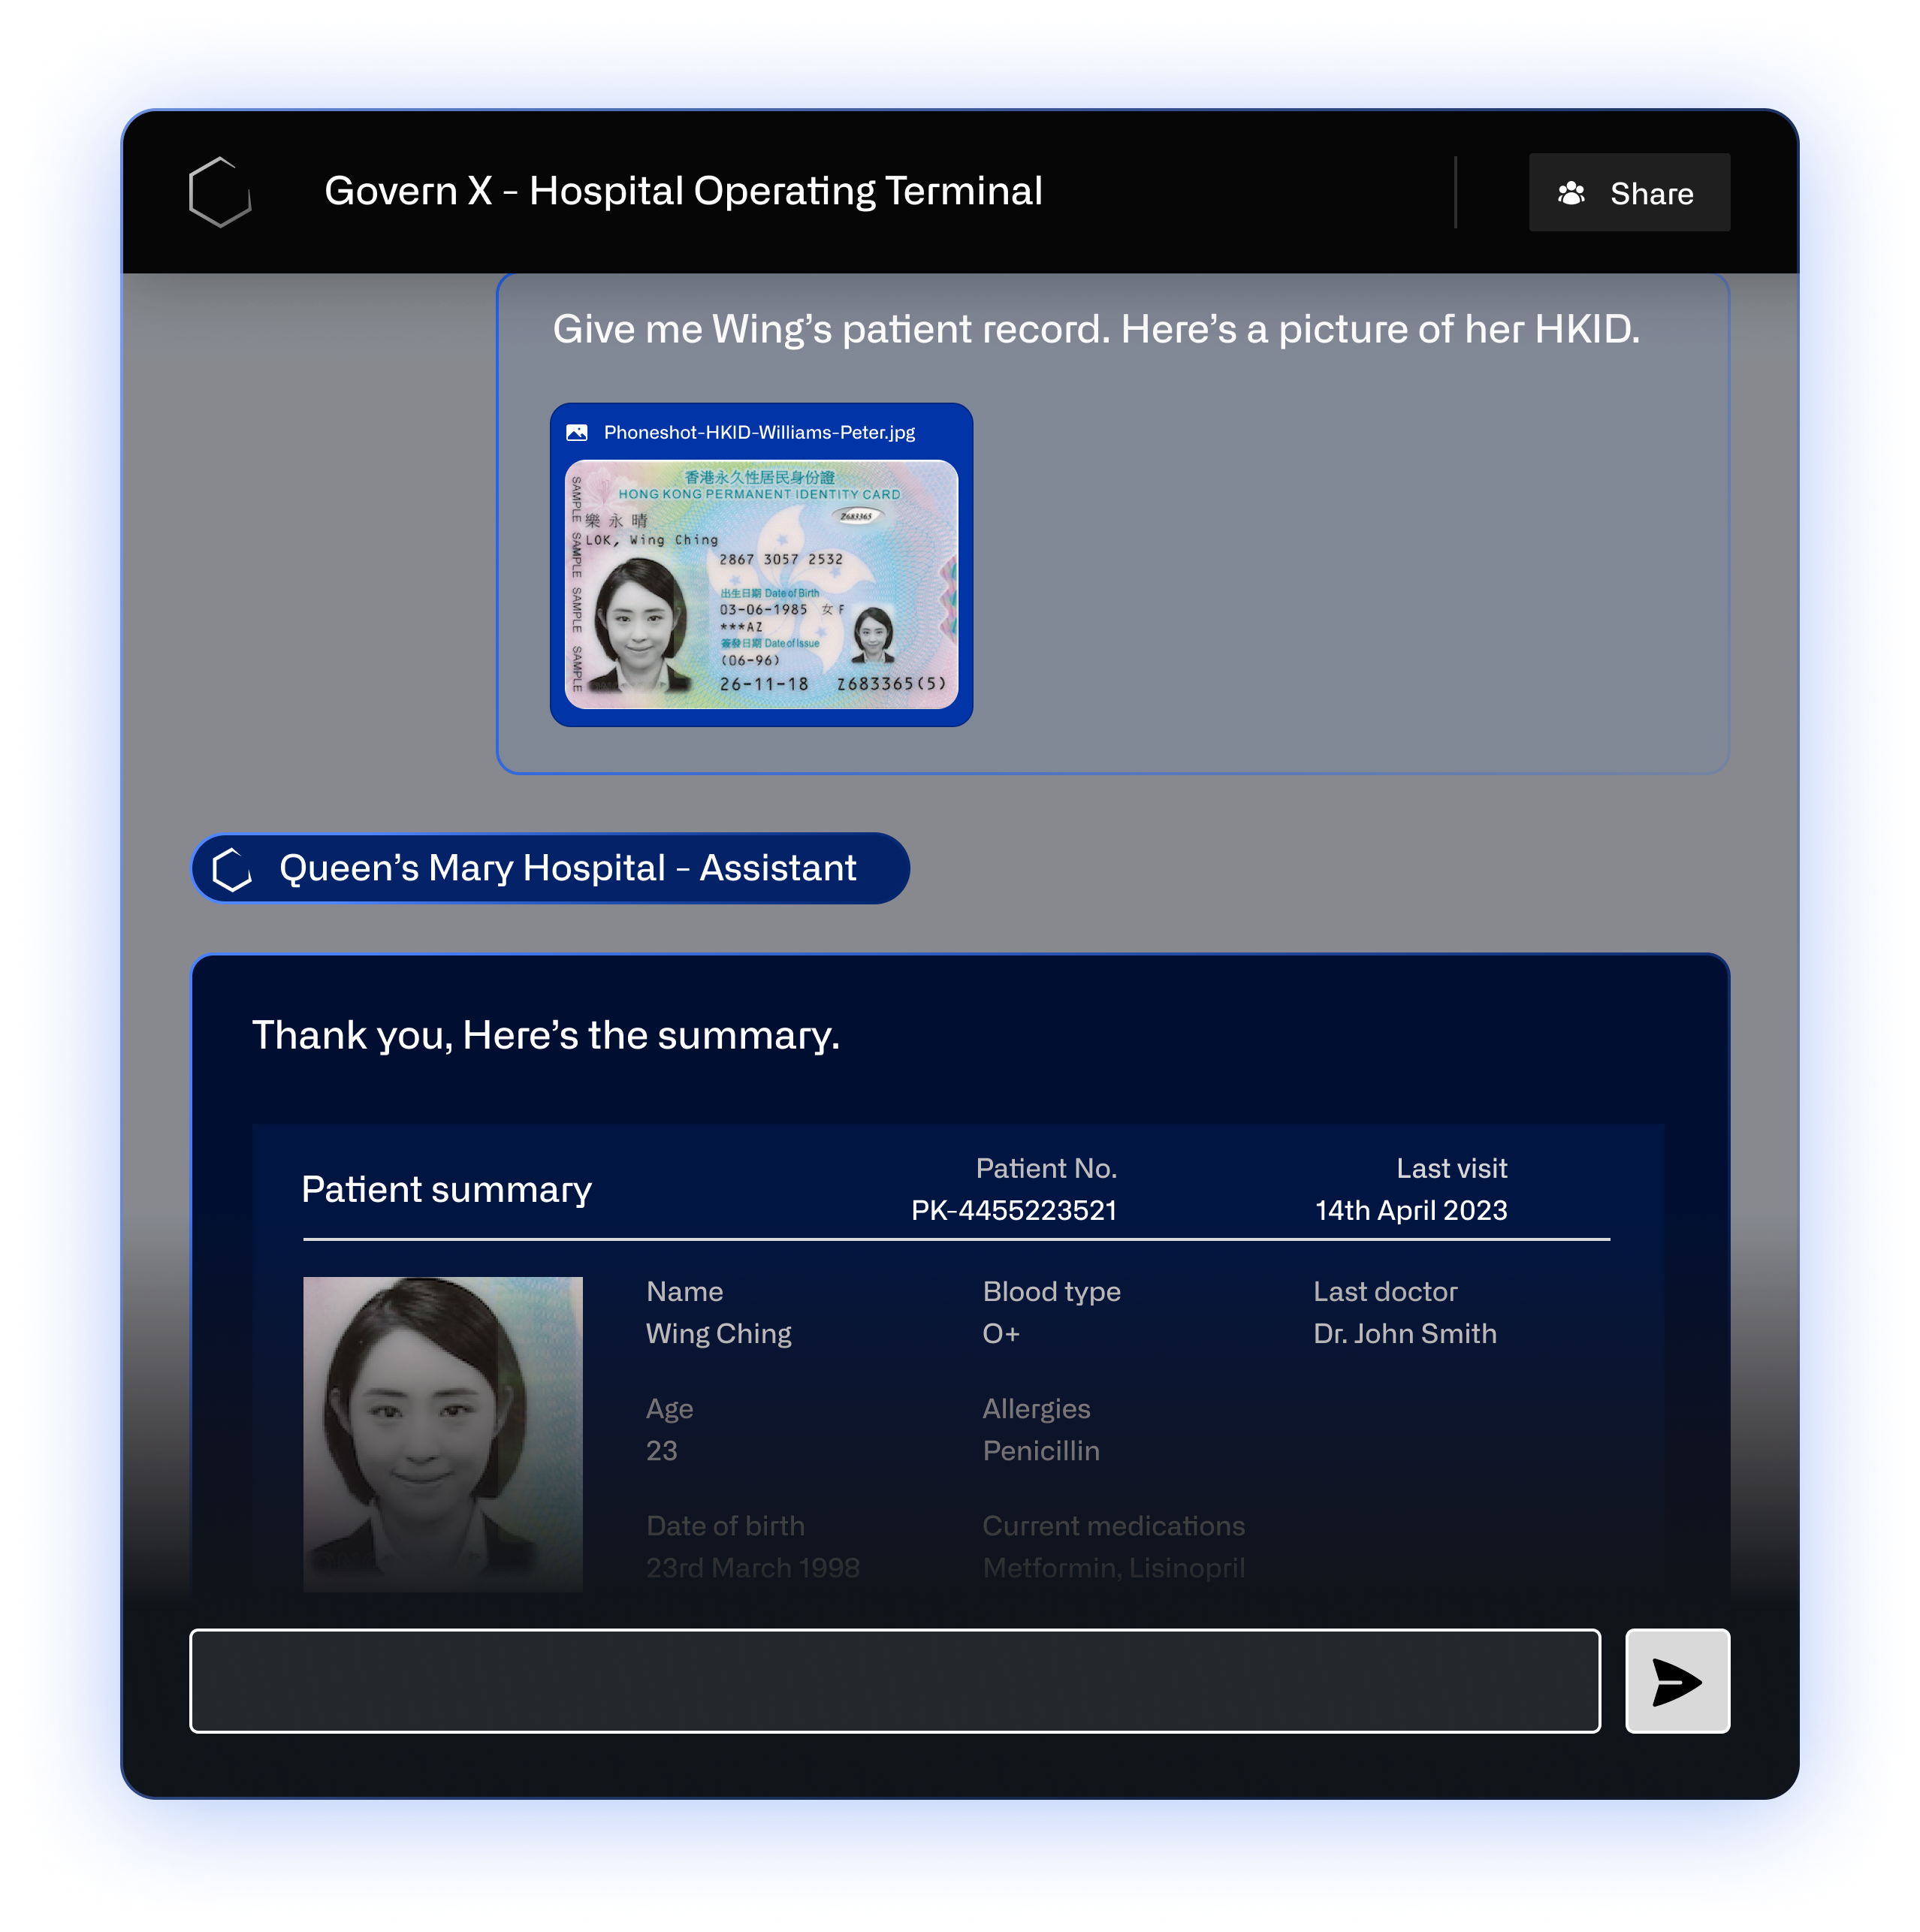 Govern X - Hospital Operating Terminal
Share
Give me Wing's patient record. Here's a picture of her HKID.
Phoneshot-HKID-Williams-Peter.jpg
香港永久性居民身份證
HONG KONG PERMANENT IDENTITY CARD
SAMPLE SAMPLE SAMPLE SAMPLE
Z683365
樂永晴
LOK, Wing Ching
2867 3057 2532
出生日期 Date of Birth
03-06-1985 女 F
***AZ
簽發日期 Date of Issue
(06-96)
26-11-18 Z683365(5)
Queen's Mary Hospital - Assistant
Thank you, Here's the summary.
Patient summary
Patient No.
PK-4455223521
Last visit
14th April 2023
Name
Wing Ching
Blood type
O+
Last doctor
Dr. John Smith
Age
23
Allergies
Penicillin
Date of birth
23rd March 1998
Current medications
Metformin, Lisinopril